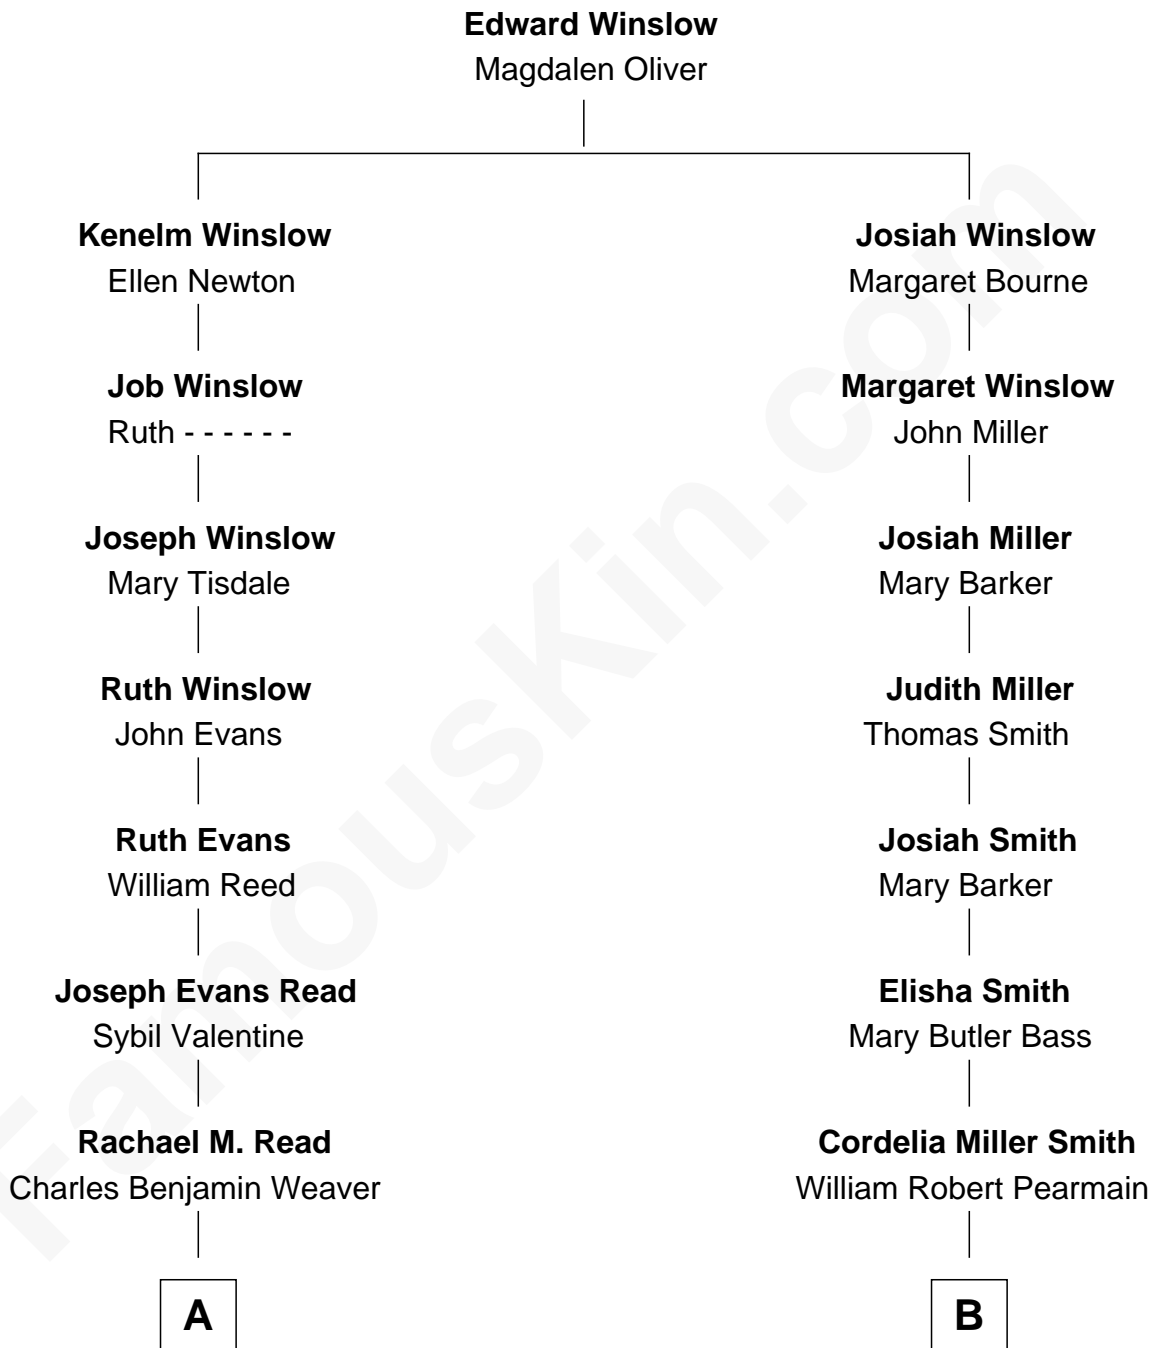 Edward Winslow
Magdalen Oliver
Kenelm Winslow
Ellen Newton
Job Winslow
Ruth - - - - - -
Joseph Winslow
Mary Tisdale
Ruth Winslow
John Evans
Ruth Evans
William Reed
Joseph Evans Read
Sybil Valentine
Rachael M. Read
Charles Benjamin Weaver
A
Josiah Winslow
Margaret Bourne
Margaret Winslow
John Miller
Josiah Miller
Mary Barker
Judith Miller
Thomas Smith
Josiah Smith
Mary Barker
Elisha Smith
Mary Butler Bass
Cordelia Miller Smith
William Robert Pearmain
B
FamousKin.com